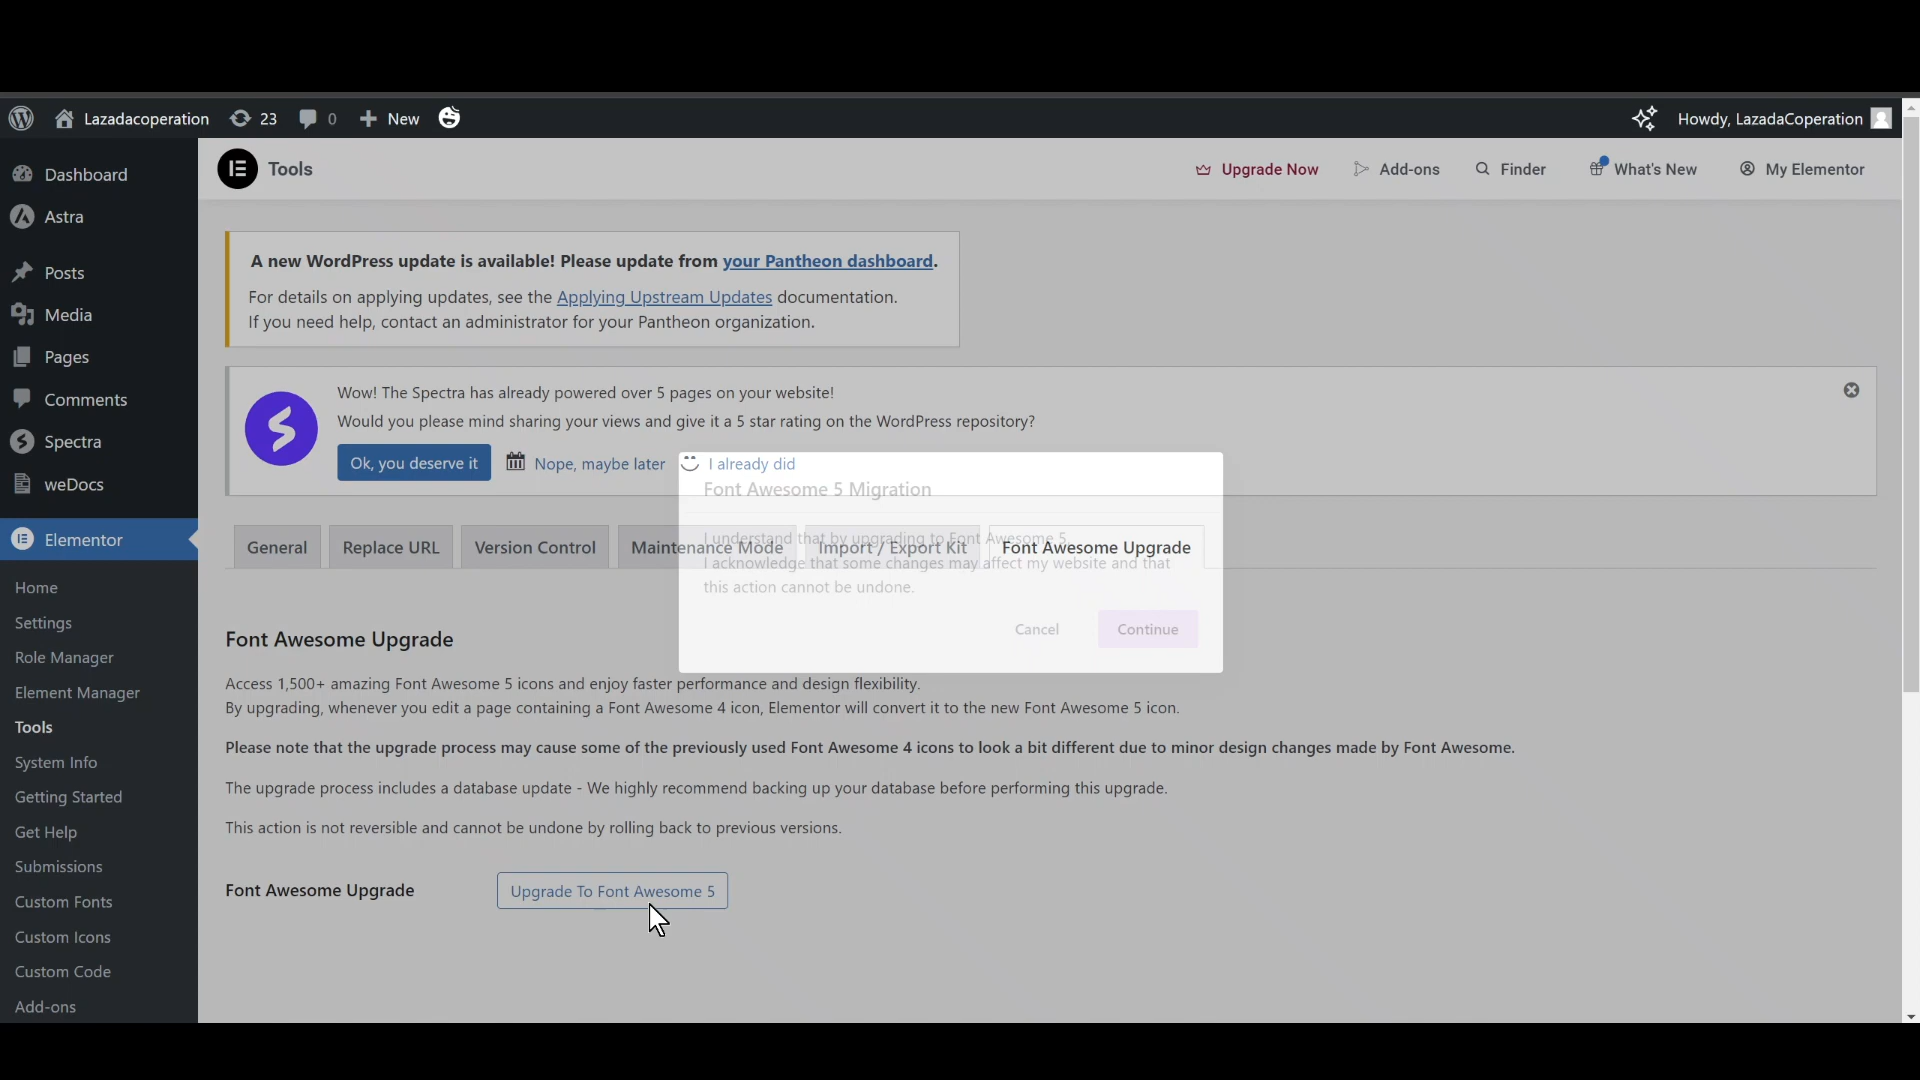 Lazadacoperation
23
0
New
Howdy, LazadaCoperation
Dashboard
Astra
Posts
Media
Pages
Comments
Spectra
weDocs
Elementor
Home
Settings
Role Manager
Element Manager
Tools
System Info
Getting Started
Get Help
Submissions
Custom Fonts
Custom Icons
Custom Code
Add-ons
Tools
Upgrade Now
Add-ons
Finder
What's New
My Elementor
A new WordPress update is available! Please update from your Pantheon dashboard.
For details on applying updates, see the Applying Upstream Updates documentation.
If you need help, contact an administrator for your Pantheon organization.
Wow! The Spectra has already powered over 5 pages on your website!
Would you please mind sharing your views and give it a 5 star rating on the WordPress repository?
Ok, you deserve it
Nope, maybe later
I already did
General
Replace URL
Version Control
Maintenance Mode
Import / Export Kit
Font Awesome Upgrade
Font Awesome 5 Migration
I understand that by upgrading to Font Awesome 5,
I acknowledge that some changes may affect my website and that
this action cannot be undone.
Cancel
Continue
Font Awesome Upgrade
Access 1,500+ amazing Font Awesome 5 icons and enjoy faster performance and design flexibility.
By upgrading, whenever you edit a page containing a Font Awesome 4 icon, Elementor will convert it to the new Font Awesome 5 icon.
Please note that the upgrade process may cause some of the previously used Font Awesome 4 icons to look a bit different due to minor design changes made by Font Awesome.
The upgrade process includes a database update - We highly recommend backing up your database before performing this upgrade.
This action is not reversible and cannot be undone by rolling back to previous versions.
Font Awesome Upgrade
Upgrade To Font Awesome 5